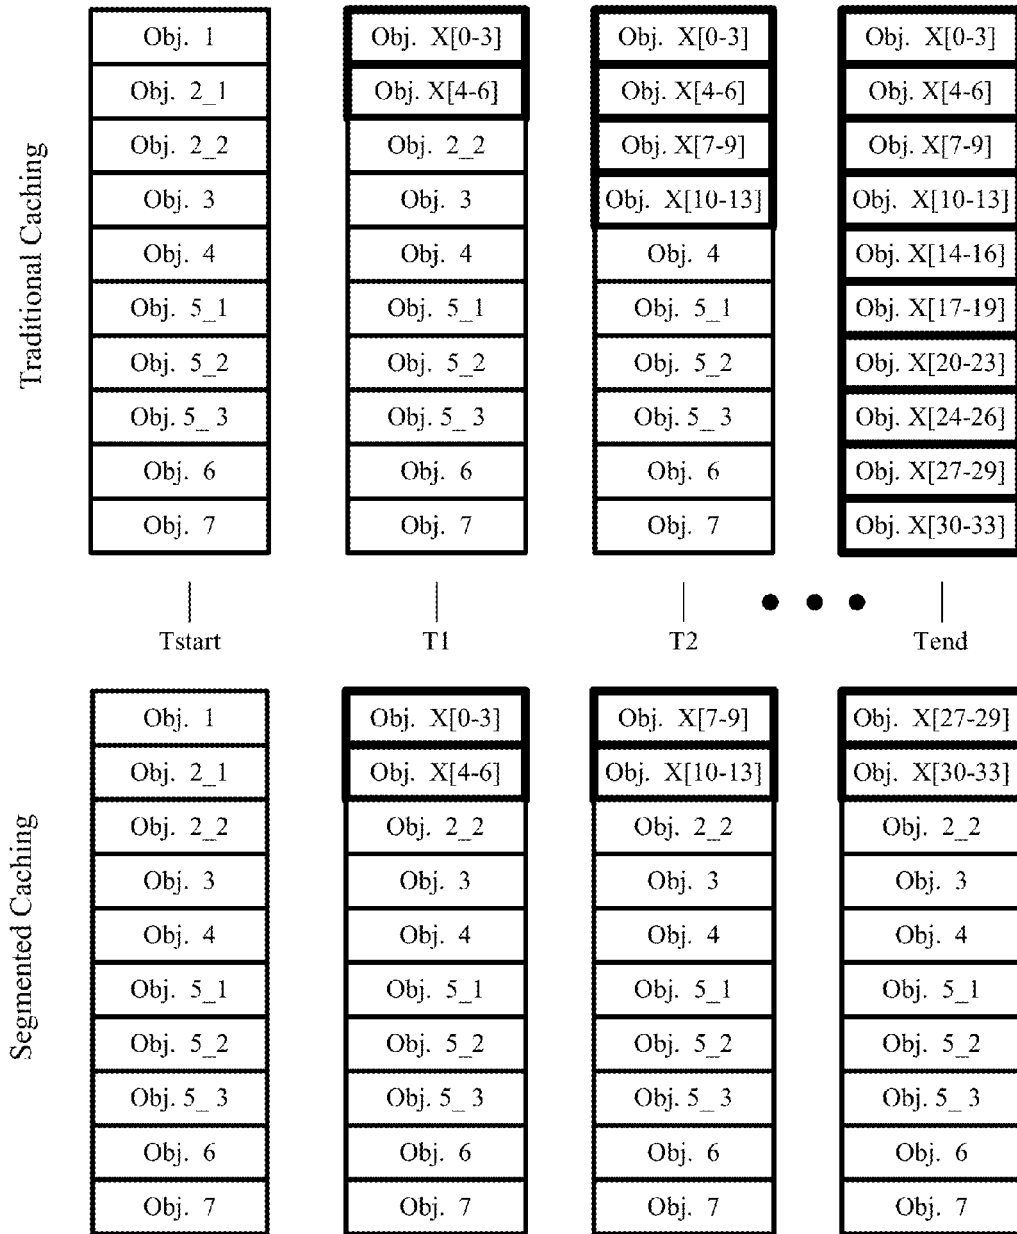 Traditional Caching
Obj. 1
Obj. 2_1
Obj. 2_2
Obj. 3
Obj. 4
Obj. 5_1
Obj. 5_2
Obj. 5_3
Obj. 6
Obj. 7
Obj. X[0-3]
Obj. X[4-6]
Obj. 2_2
Obj. 3
Obj. 4
Obj. 5_1
Obj. 5_2
Obj. 5_3
Obj. 6
Obj. 7
Obj. X[0-3]
Obj. X[4-6]
Obj. X[7-9]
Obj. X[10-13]
Obj. 4
Obj. 5_1
Obj. 5_2
Obj. 5_3
Obj. 6
Obj. 7
Obj. X[0-3]
Obj. X[4-6]
Obj. X[7-9]
Obj. X[10-13]
Obj. X[14-16]
Obj. X[17-19]
Obj. X[20-23]
Obj. X[24-26]
Obj. X[27-29]
Obj. X[30-33]
Tstart
T1
T2
Tend
Segmented Caching
Obj. 1
Obj. 2_1
Obj. 2_2
Obj. 3
Obj. 4
Obj. 5_1
Obj. 5_2
Obj. 5_3
Obj. 6
Obj. 7
Obj. X[0-3]
Obj. X[4-6]
Obj. 2_2
Obj. 3
Obj. 4
Obj. 5_1
Obj. 5_2
Obj. 5_3
Obj. 6
Obj. 7
Obj. X[7-9]
Obj. X[10-13]
Obj. 2_2
Obj. 3
Obj. 4
Obj. 5_1
Obj. 5_2
Obj. 5_3
Obj. 6
Obj. 7
Obj. X[27-29]
Obj. X[30-33]
Obj. 2_2
Obj. 3
Obj. 4
Obj. 5_1
Obj. 5_2
Obj. 5_3
Obj. 6
Obj. 7